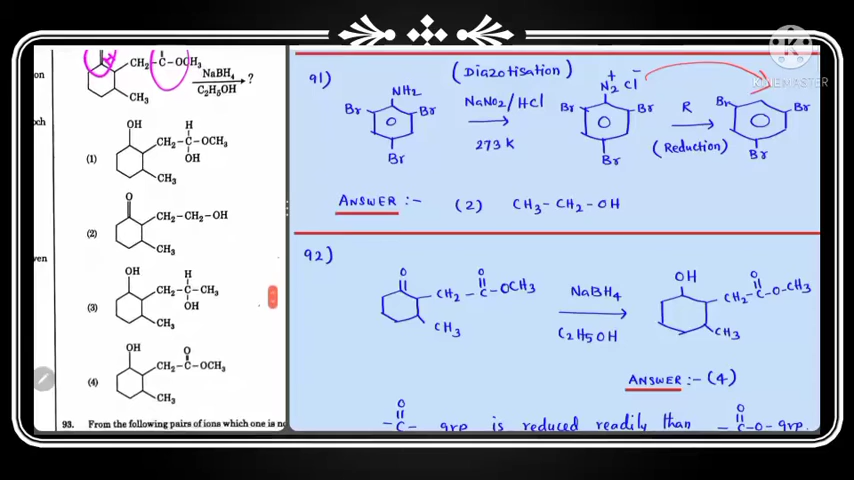 CH2—C—OCH3
NaBH4
C2H5OH
?
CH3
OH
H
(1)
CH2—C—OCH3
OH
CH3
O
(2)
CH2—CH2—OH
CH3
OH
H
(3)
CH2—C—CH3
OH
CH3
OH
O
(4)
CH2—C—OCH3
CH3
93. From the following pairs of ions which one is
on
och
ven
91)
(Diazotisation)
NH2
Br
Br
Br
NaNO2/HCl
273 K
+ −
N2 Cl
Br
Br
Br
R
(Reduction)
Br
Br
Br
KINEMASTER
ANSWER :- (2) CH3-CH2-OH
92)
O
O
CH2—C—OCH3
CH3
NaBH4
C2H5OH
OH
O
CH2—C—O-CH3
CH3
ANSWER :- (4)
O
−C− grp is reduced readily than
O
−C−O− grp.